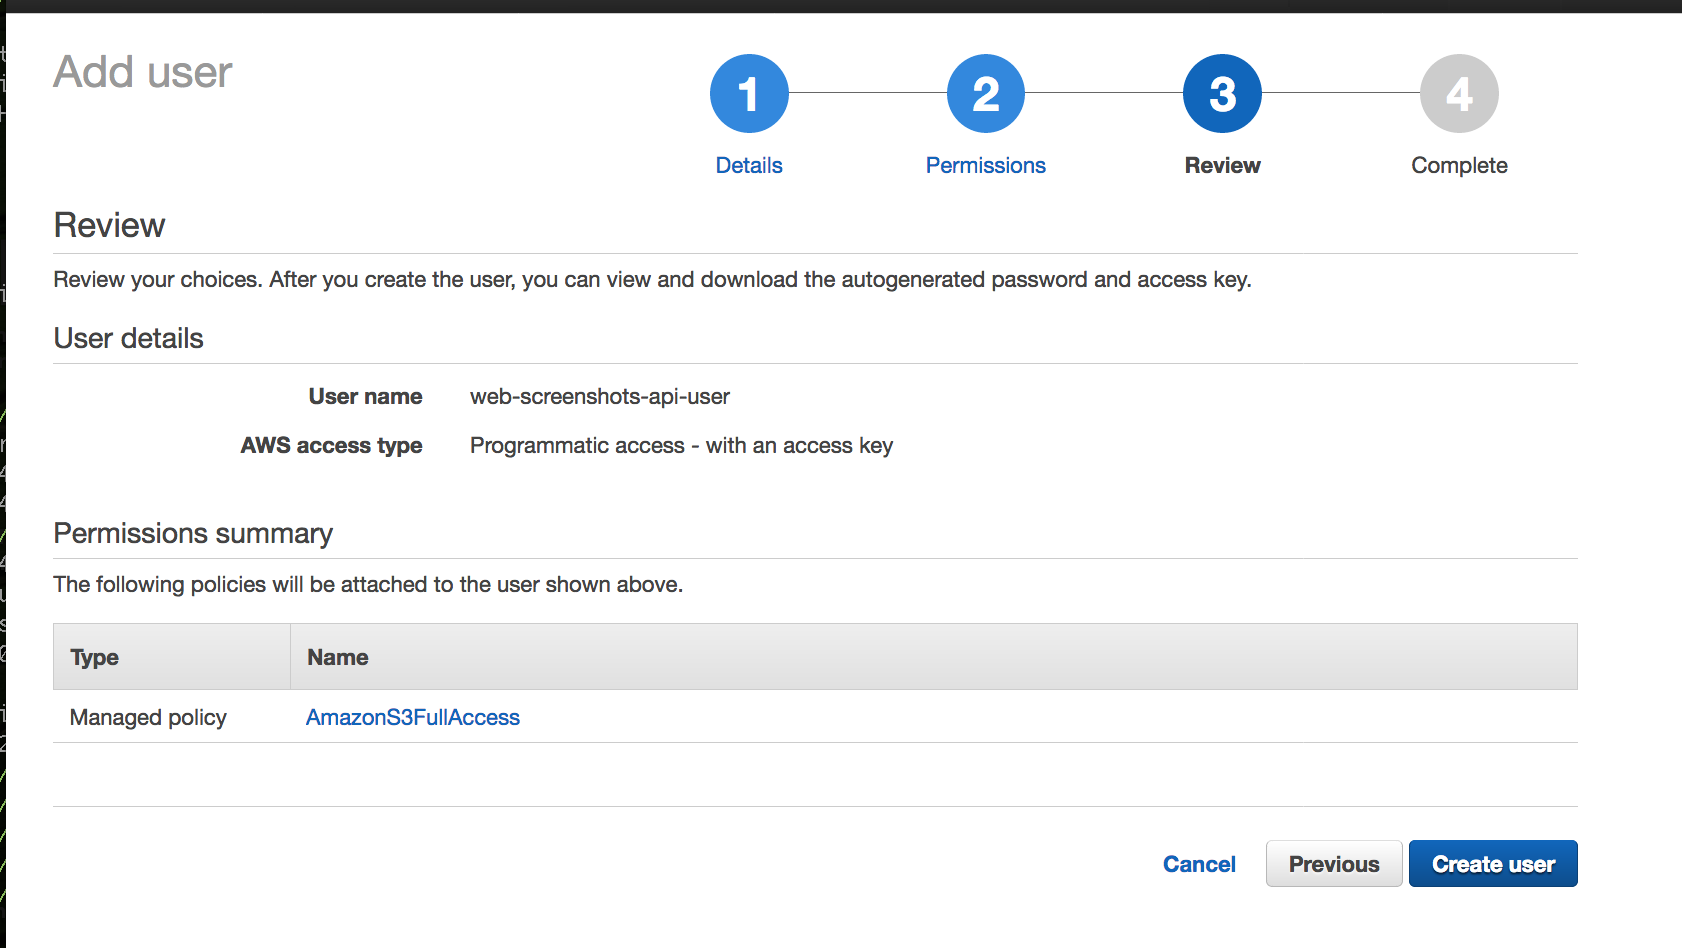 Add user
1 2 3 4
Details Permissions Review Complete
Review
Review your choices. After you create the user, you can view and download the autogenerated password and access key.
User details
User name web-screenshots-api-user
AWS access type Programmatic access - with an access key
Permissions summary
The following policies will be attached to the user shown above.
Type Name
Managed policy AmazonS3FullAccess
Cancel Previous Create user